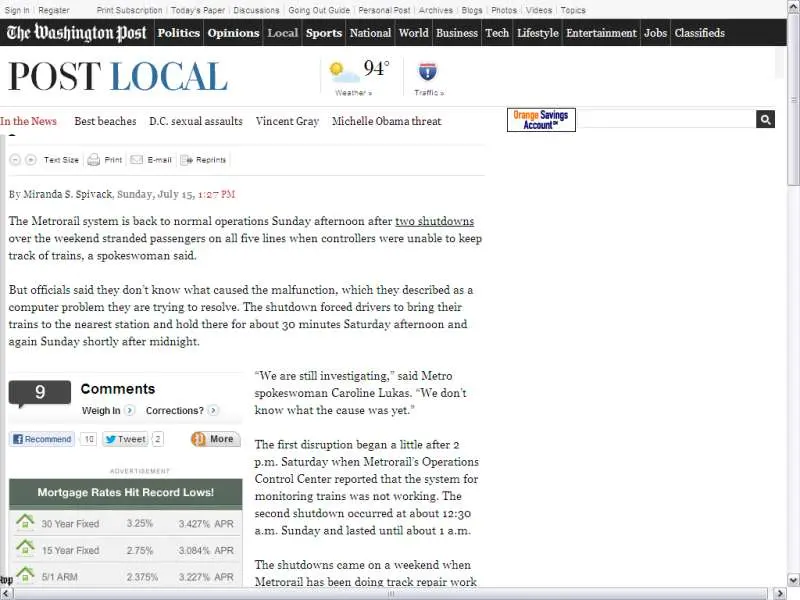 Sign In | Register Print Subscription | Today's Paper | Discussions | Going Out Guide | Personal Post | Archives | Blogs | Photos | Videos | Topics
The Washington Post Politics Opinions Local Sports National World Business Tech Lifestyle Entertainment Jobs Classifieds
POST LOCAL
94°
Weather »
Traffic »
In the News Best beaches D.C. sexual assaults Vincent Gray Michelle Obama threat
Orange Savings
Account
Text Size Print E-mail Reprints
By Miranda S. Spivack, Sunday, July 15, 1:27 PM
The Metrorail system is back to normal operations Sunday afternoon after two shutdowns
over the weekend stranded passengers on all five lines when controllers were unable to keep
track of trains, a spokeswoman said.
But officials said they don't know what caused the malfunction, which they described as a
computer problem they are trying to resolve. The shutdown forced drivers to bring their
trains to the nearest station and hold there for about 30 minutes Saturday afternoon and
again Sunday shortly after midnight.
9
Comments
Weigh In Corrections?
Recommend 10 Tweet 2 More
ADVERTISEMENT
Mortgage Rates Hit Record Lows!
30 Year Fixed 3.25% 3.427% APR
15 Year Fixed 2.75% 3.084% APR
5/1 ARM 2.375% 3.227% APR
“We are still investigating,” said Metro
spokeswoman Caroline Lukas. “We don't
know what the cause was yet.”
The first disruption began a little after 2
p.m. Saturday when Metrorail's Operations
Control Center reported that the system for
monitoring trains was not working. The
second shutdown occurred at about 12:30
a.m. Sunday and lasted until about 1 a.m.
The shutdowns came on a weekend when
Metrorail has been doing track repair work